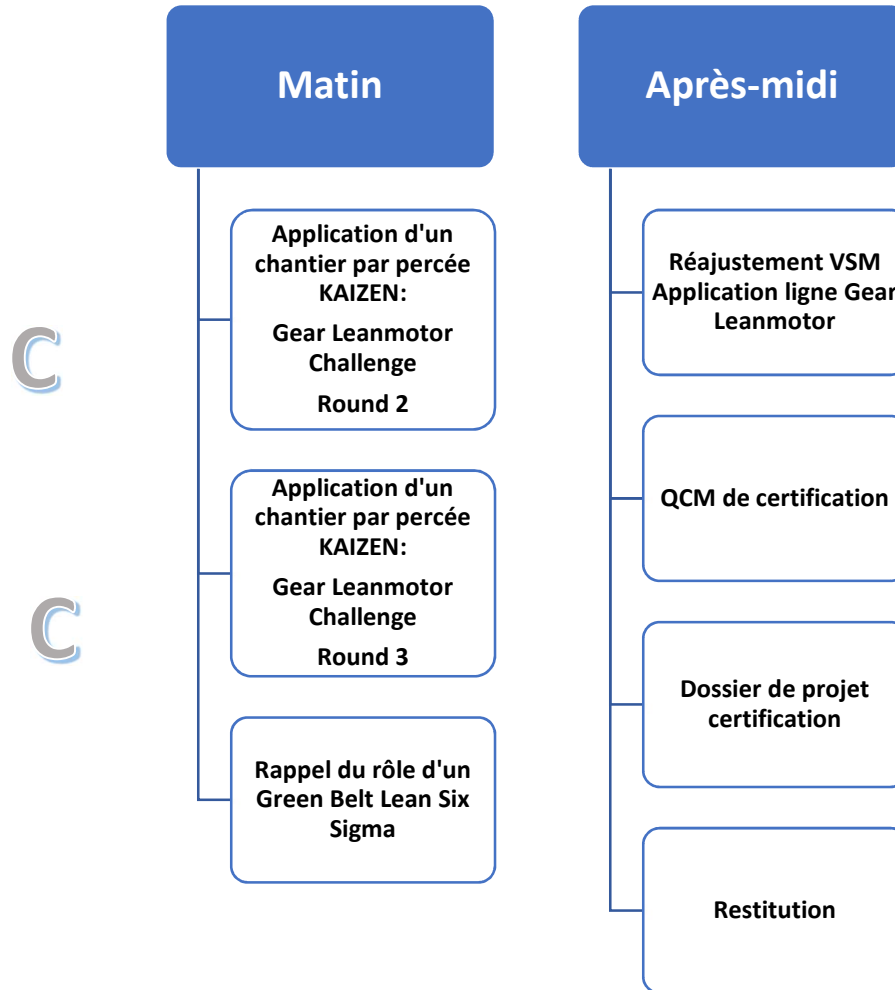 Matin
Application d'un
chantier par percée
KAIZEN:
Gear Leanmotor
Challenge
Round 2
C
Application d'un
chantier par percée
KAIZEN:
Gear Leanmotor
Challenge
Round 3
C
Rappel du rôle d'un
Green Belt Lean Six
Sigma
Après-midi
Réajustement VSM
Application ligne Gear
Leanmotor
QCM de certification
Dossier de projet
certification
Restitution